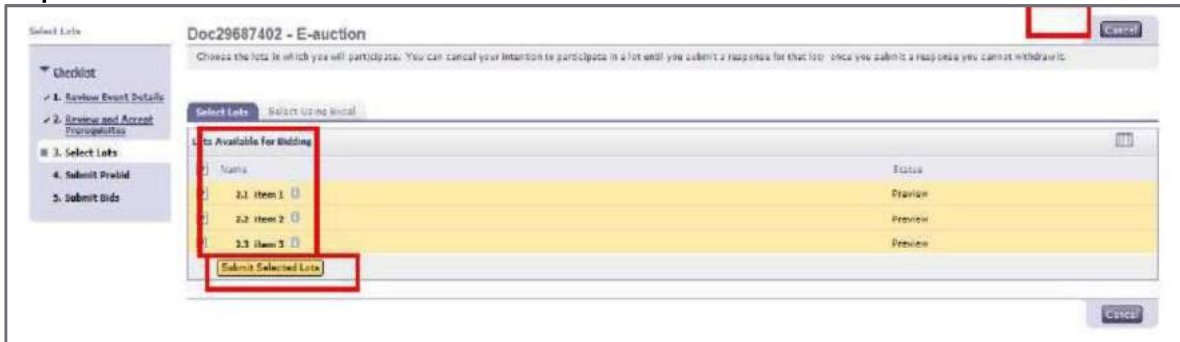 Select Lots
Doc29687402 - E-auction
Cancel
Choose the lots in which you will participate. You can cancel your intention to participate in a lot until you submit a response for that lot; once you submit a response you cannot withdraw it.
Checklist
1. Review Event Details
2. Review and Accept Prerequisites
3. Select Lots
4. Submit Prebid
5. Submit Bids
Select Lots Select Using Excel
Lots Available for Bidding
Name Status
2.1 Item 1 Preview
2.2 Item 2 Preview
2.3 Item 3 Preview
Submit Selected Lots
Cancel